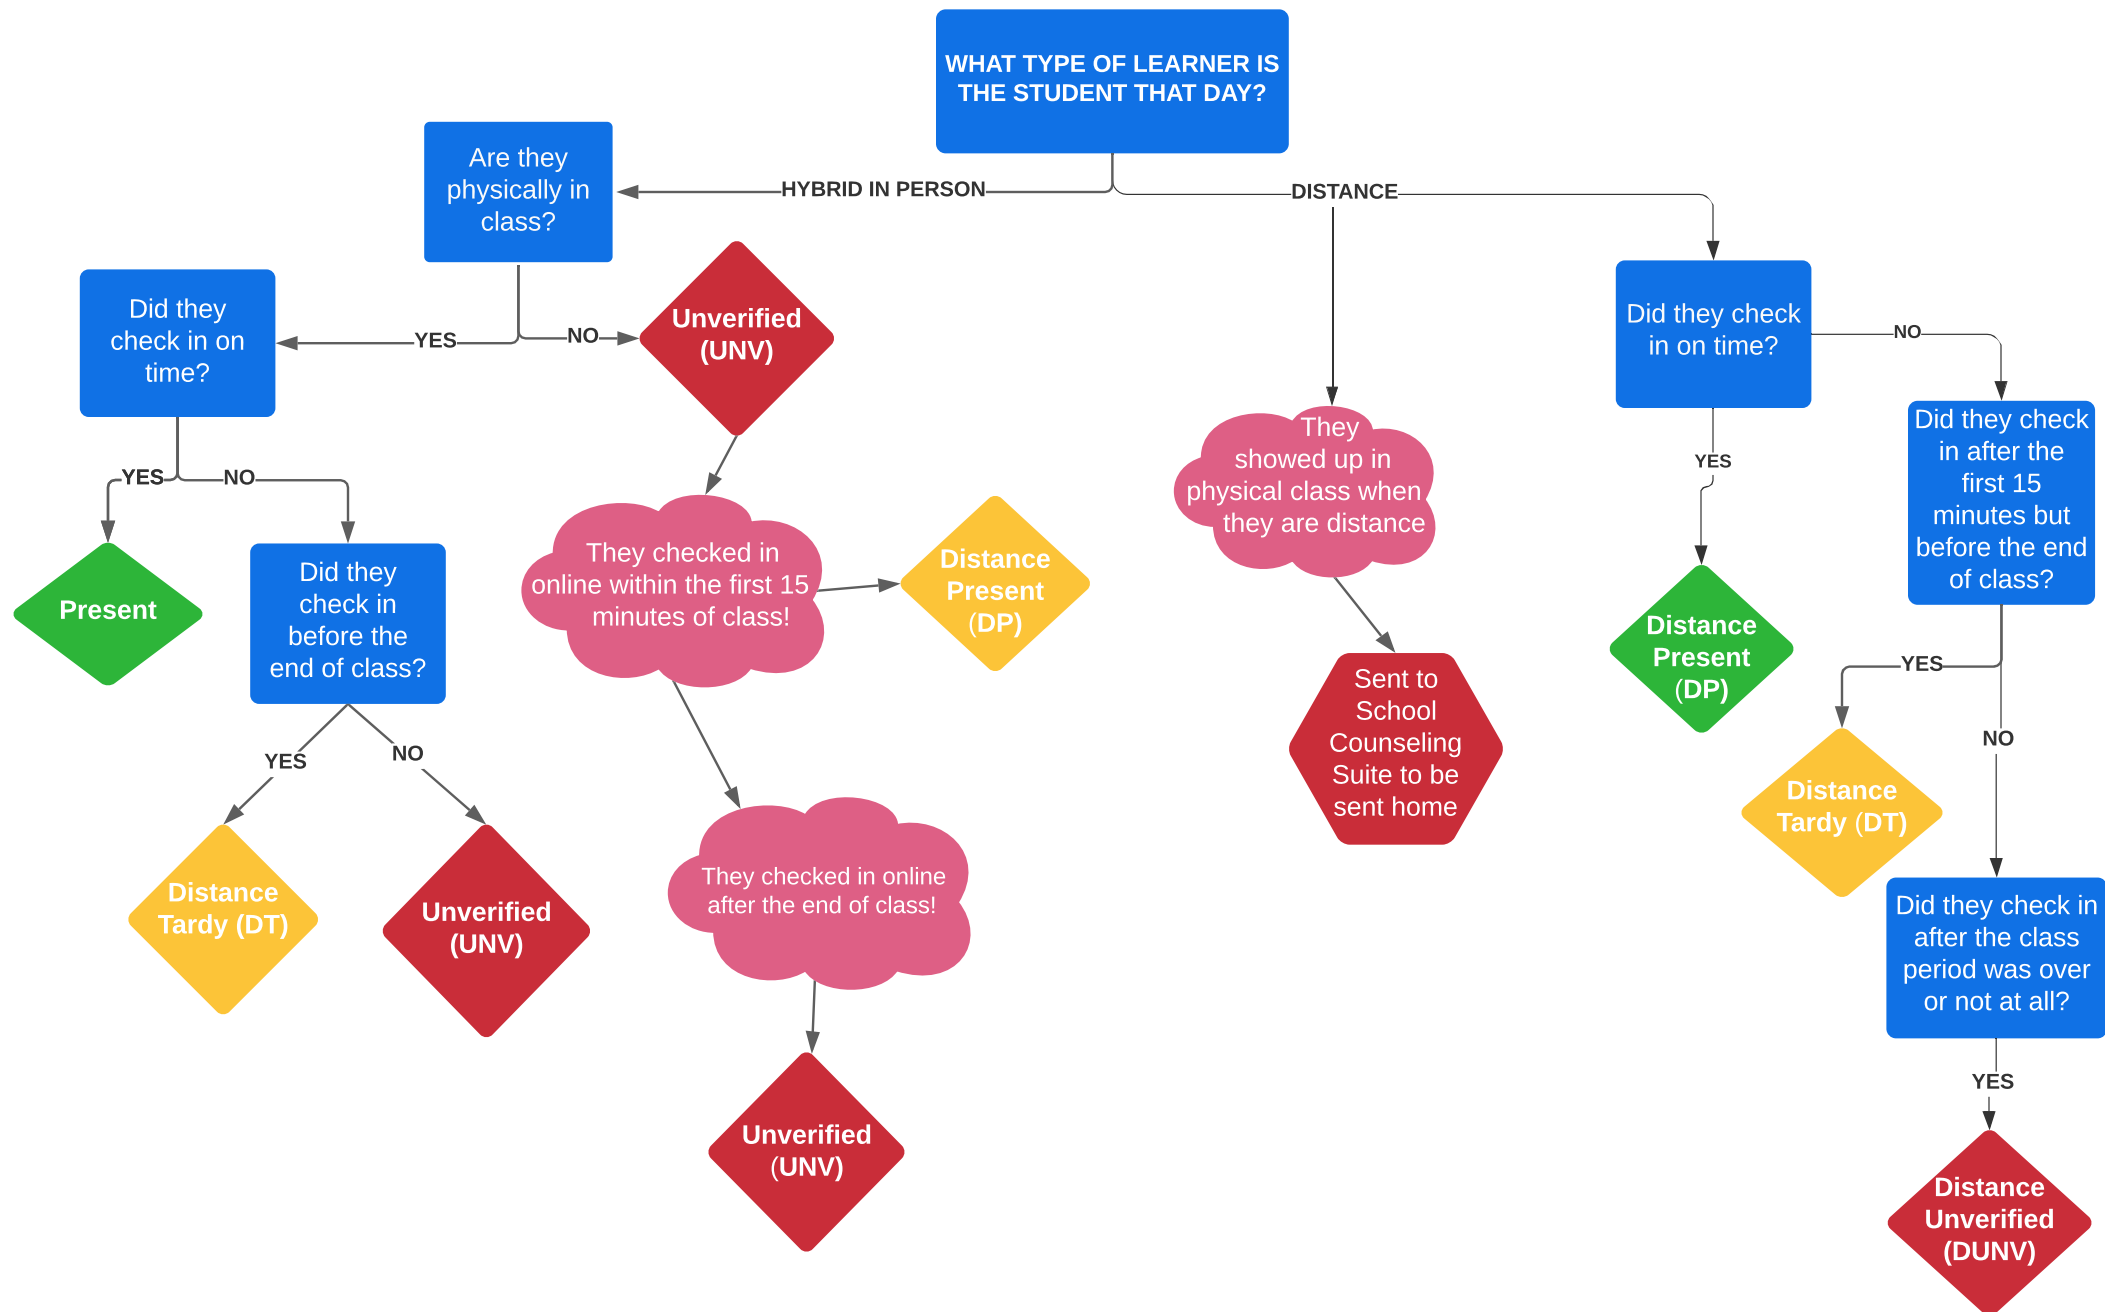 WHAT TYPE OF LEARNER IS
THE STUDENT THAT DAY?
HYBRID IN PERSON
DISTANCE
Are they
physically in
class?
YES
NO
Did they
check in on
time?
YES
NO
Present
Did they
check in
before the
end of class?
YES
NO
Distance
Tardy (DT)
Unverified
(UNV)
Unverified
(UNV)
They checked in
online within the first 15
minutes of class!
Distance
Present
(DP)
They checked in online
after the end of class!
Unverified
(UNV)
They
showed up in
physical class when
they are distance
Sent to
School
Counseling
Suite to be
sent home
Did they check
in on time?
YES
NO
Distance
Present
(DP)
Did they check
in after the
first 15
minutes but
before the end
of class?
YES
NO
Distance
Tardy (DT)
Did they check in
after the class
period was over
or not at all?
YES
Distance
Unverified
(DUNV)